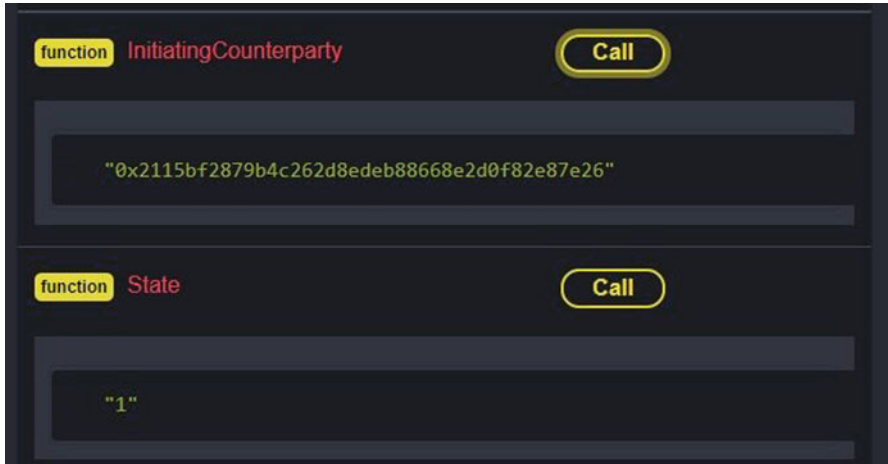 function InitiatingCounterparty Call
"0x2115bf2879b4c262d8edeb88668e2d0f82e87e26"
function State Call
"1"